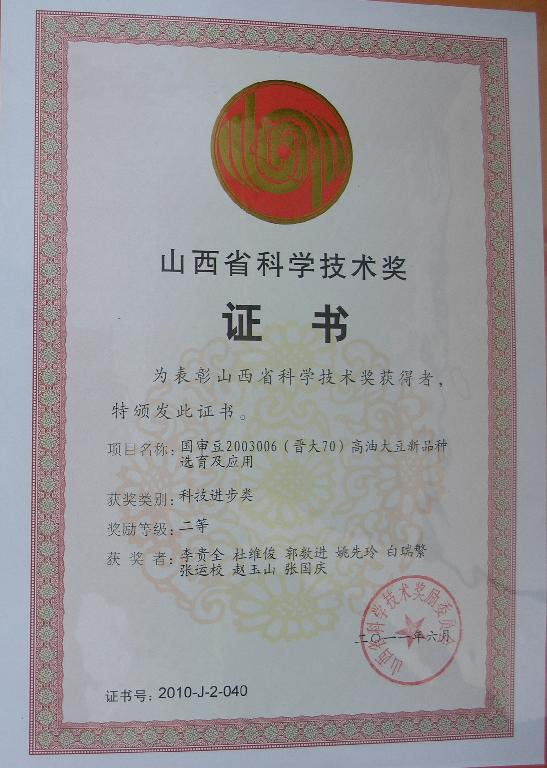 山西省科学技术奖
证书
为表彰山西省科学技术奖获得者，
特颁发此证书。
项目名称：国审豆2003006（晋大70）高油大豆新品种
选育及应用
获奖类别：科技进步类
奖励等级：二等
获奖者：李贵全 杜维俊 郭数进 姚先玲 白瑞繁
张运校 赵玉山 张国庆
山西省科学技术奖励委员会
二〇一一年六月
证书号：2010-J-2-040